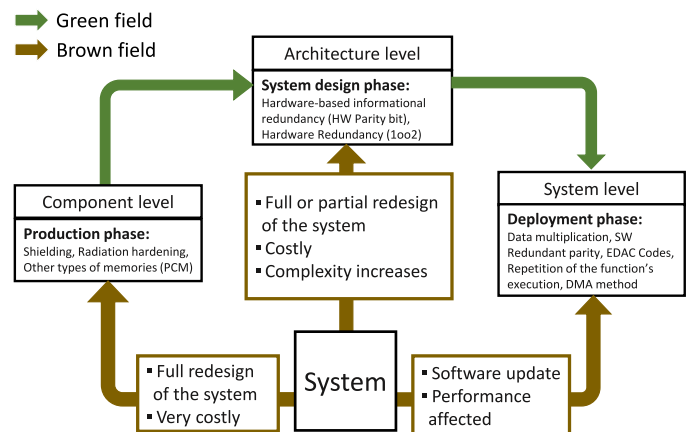 Green field
Brown field
Architecture level
System design phase:
Hardware-based informational
redundancy (HW Parity bit),
Hardware Redundancy (1oo2)
Component level
Production phase:
Shielding, Radiation hardening,
Other types of memories (PCM)
▪ Full or partial redesign
of the system
▪ Costly
▪ Complexity increases
System level
Deployment phase:
Data multiplication, SW
Redundant parity, EDAC Codes,
Repetition of the function’s
execution, DMA method
▪ Full redesign
of the system
▪ Very costly
System
▪ Software update
▪ Performance
affected